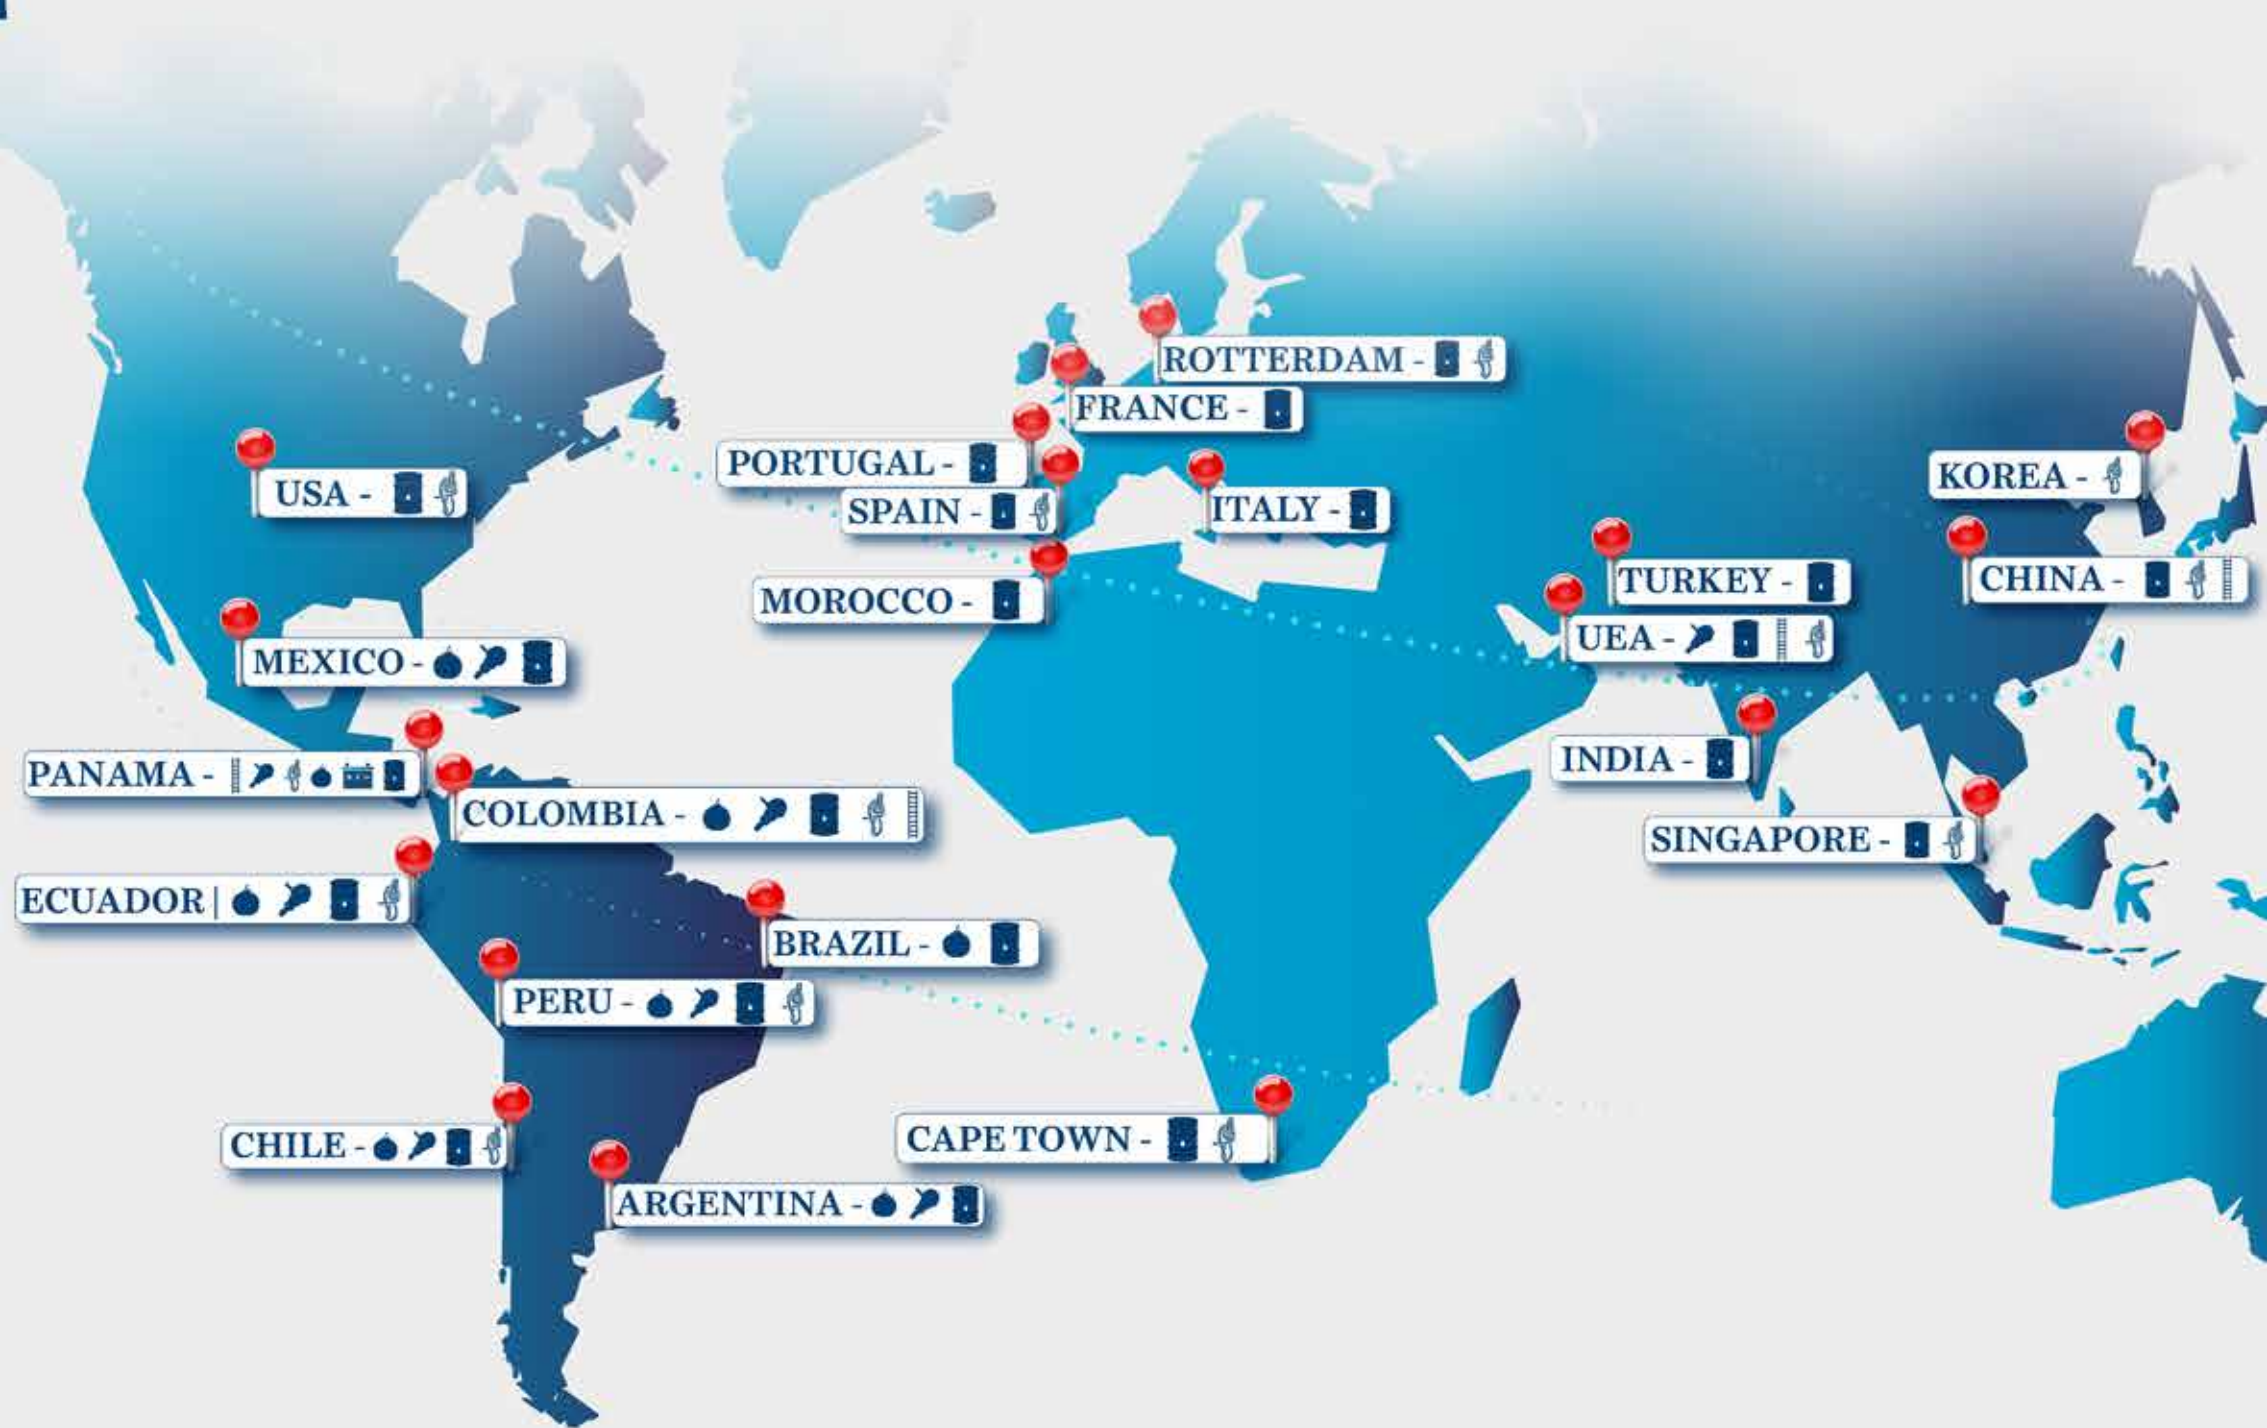 ROTTERDAM -
FRANCE -
PORTUGAL -
USA -
SPAIN -
ITALY -
KOREA -
TURKEY -
CHINA -
MOROCCO -
UEA -
MEXICO -
PANAMA -
INDIA -
COLOMBIA -
SINGAPORE -
ECUADOR |
BRAZIL -
PERU -
CHILE -
CAPE TOWN -
ARGENTINA -